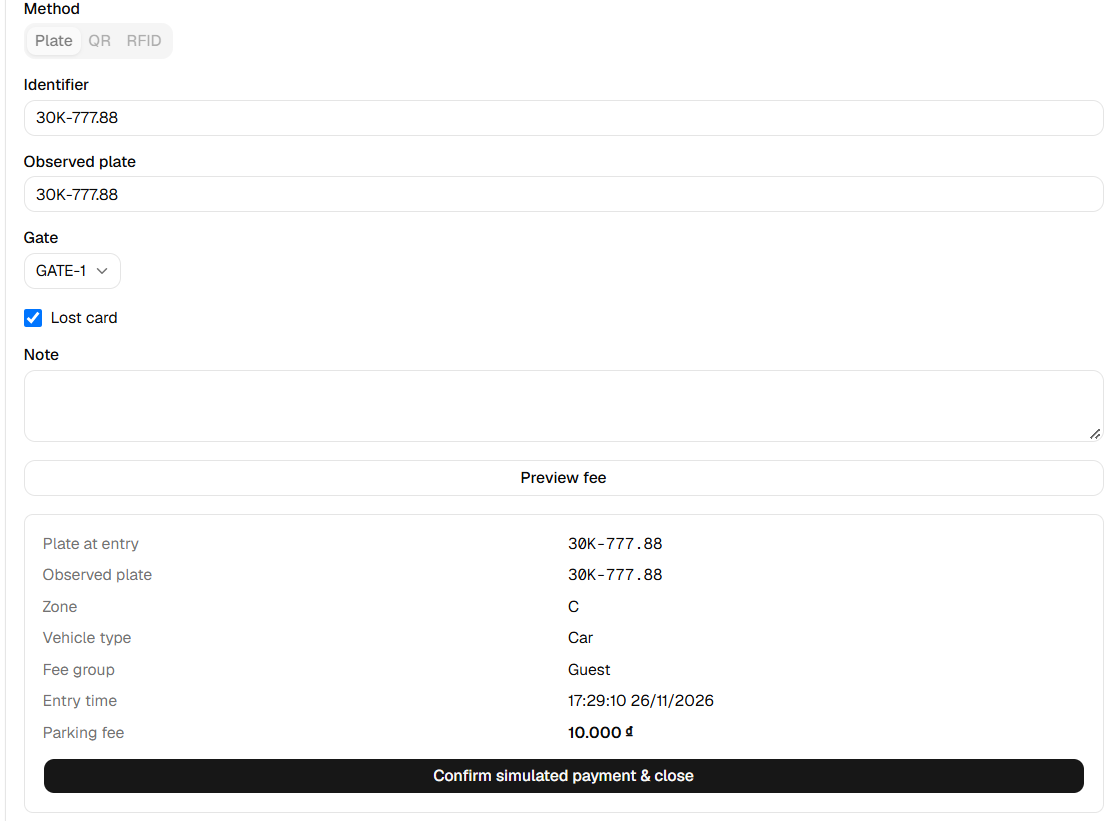 Method
Plate QR RFID
Identifier
30K-777.88
Observed plate
30K-777.88
Gate
GATE-1
Lost card
Note
Preview fee
Plate at entry 30K-777.88
Observed plate 30K-777.88
Zone C
Vehicle type Car
Fee group Guest
Entry time 17:29:10 26/11/2026
Parking fee 10.000 ₫
Confirm simulated payment & close